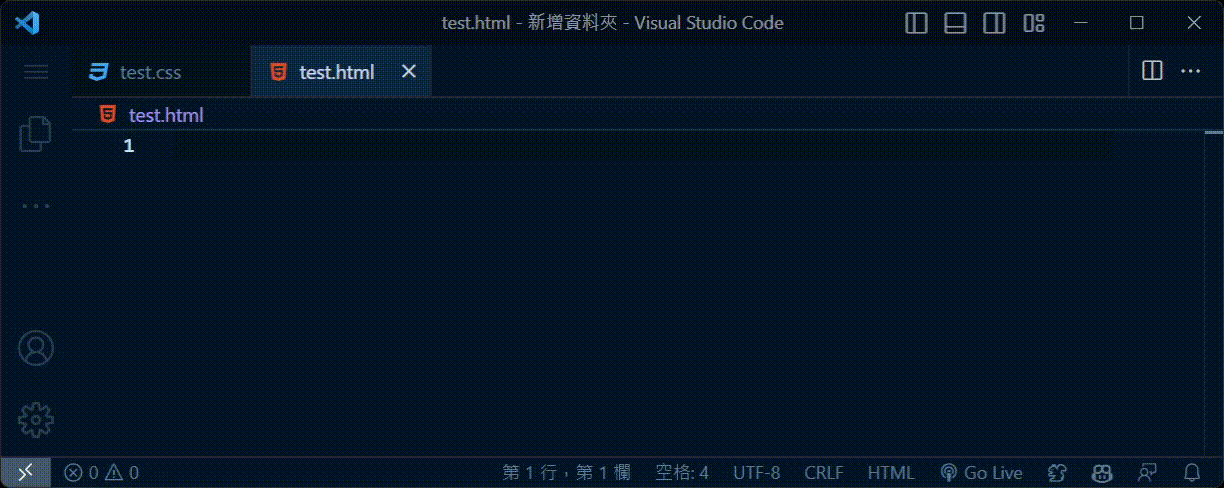 test.html - 新增資料夾 - Visual Studio Code
test.css
test.html
test.html
1
0 0
第 1 行，第 1 欄
空格: 4
UTF-8
CRLF
HTML
Go Live